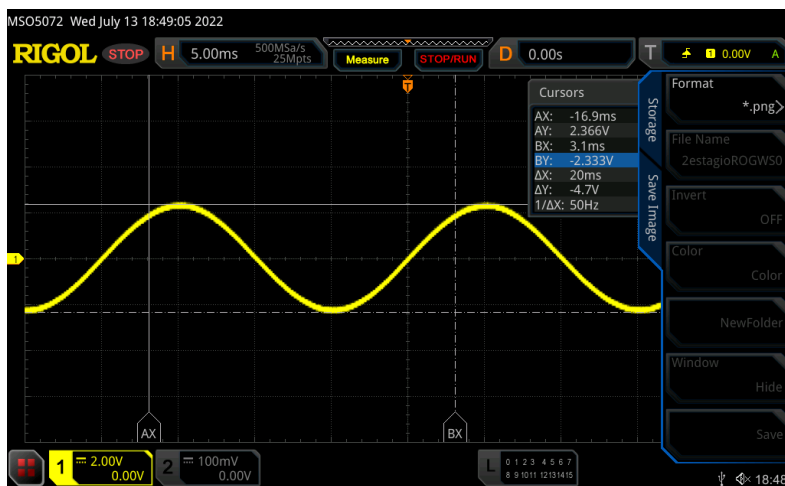 MSO5072 Wed July 13 18:49:05 2022
RIGOL STOP H 5.00ms 500MSa/s 25Mpts Measure STOP/RUN D 0.00s T 1 0.00V A
T
Cursors
AX: -16.9ms
AY: 2.366V
BX: 3.1ms
BY: -2.333V
ΔX: 20ms
ΔY: -4.7V
1/ΔX: 50Hz
Storage
Save Image
Format
*.png
File Name
2estagioROGWS0
Invert
OFF
Color
Color
NewFolder
Window
Hide
Save
1
AX
BX
1 2.00V
0.00V
2 100mV
0.00V
L 0 1 2 3 4 5 6 7
8 9 10 11 12 13 14 15
18:48